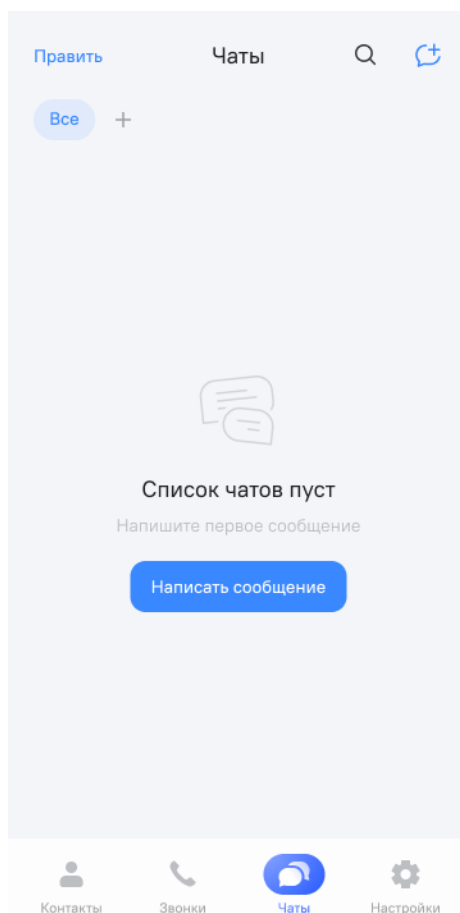 Править Чаты
Все +
Список чатов пуст
Напишите первое сообщение
Написать сообщение
Контакты Звонки Чаты Настройки